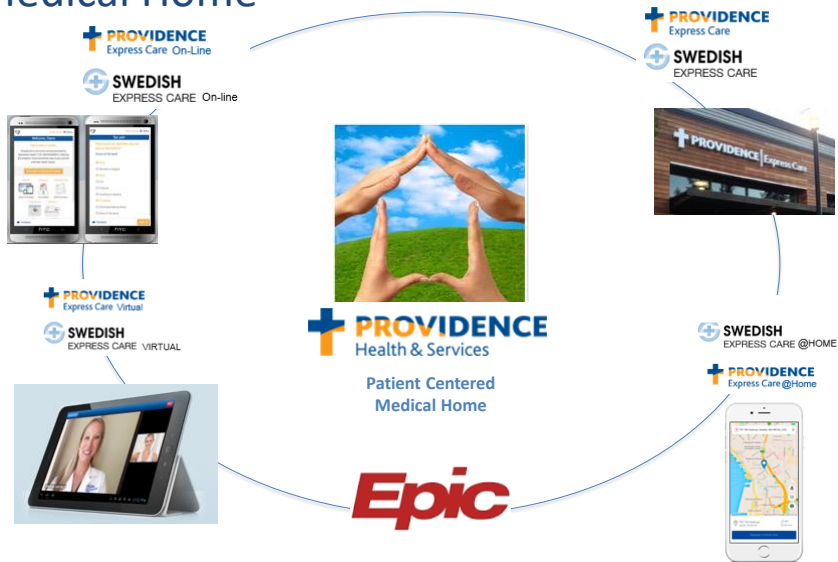 Medical Home
PROVIDENCE
Express Care On-Line
SWEDISH
EXPRESS CARE On-line
PROVIDENCE
Express Care
SWEDISH
EXPRESS CARE
PROVIDENCE Express Care
PROVIDENCE
Express Care Virtual
SWEDISH
EXPRESS CARE VIRTUAL
PROVIDENCE
Health & Services
Patient Centered
Medical Home
SWEDISH
EXPRESS CARE @HOME
PROVIDENCE
Express Care @Home
Epic